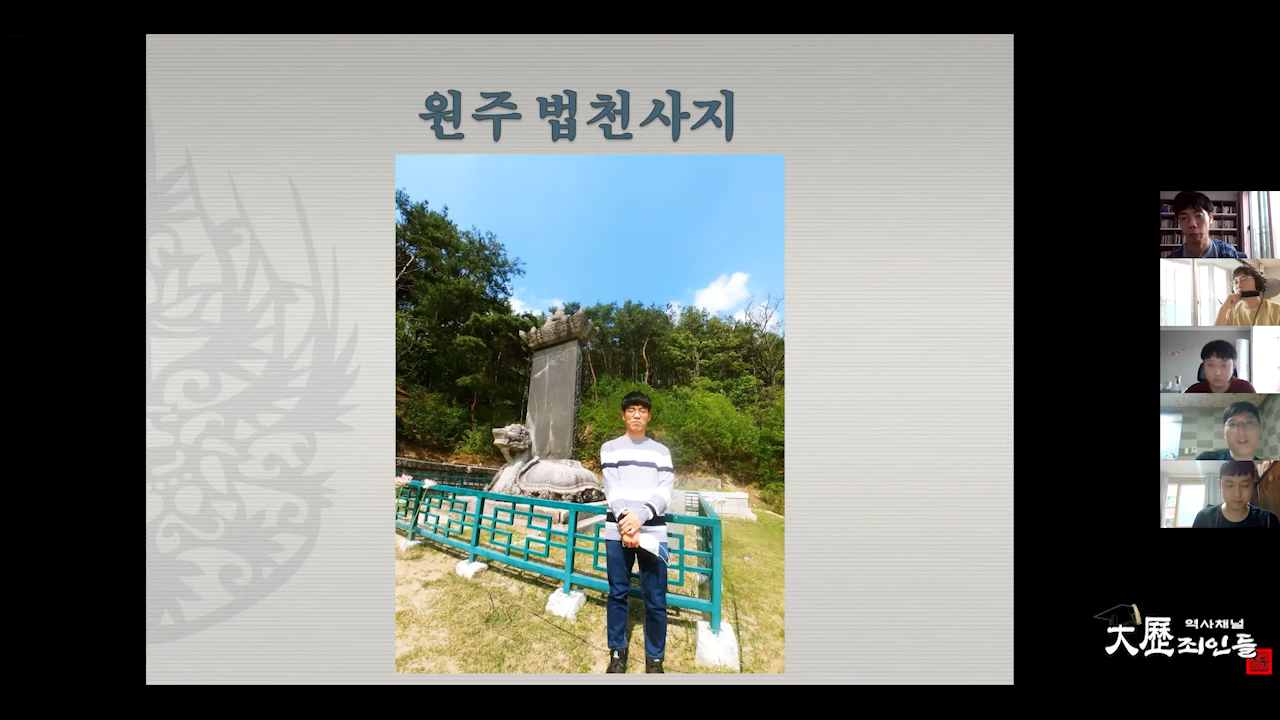 원주 법천사지
大歷 역사채널
죄인들